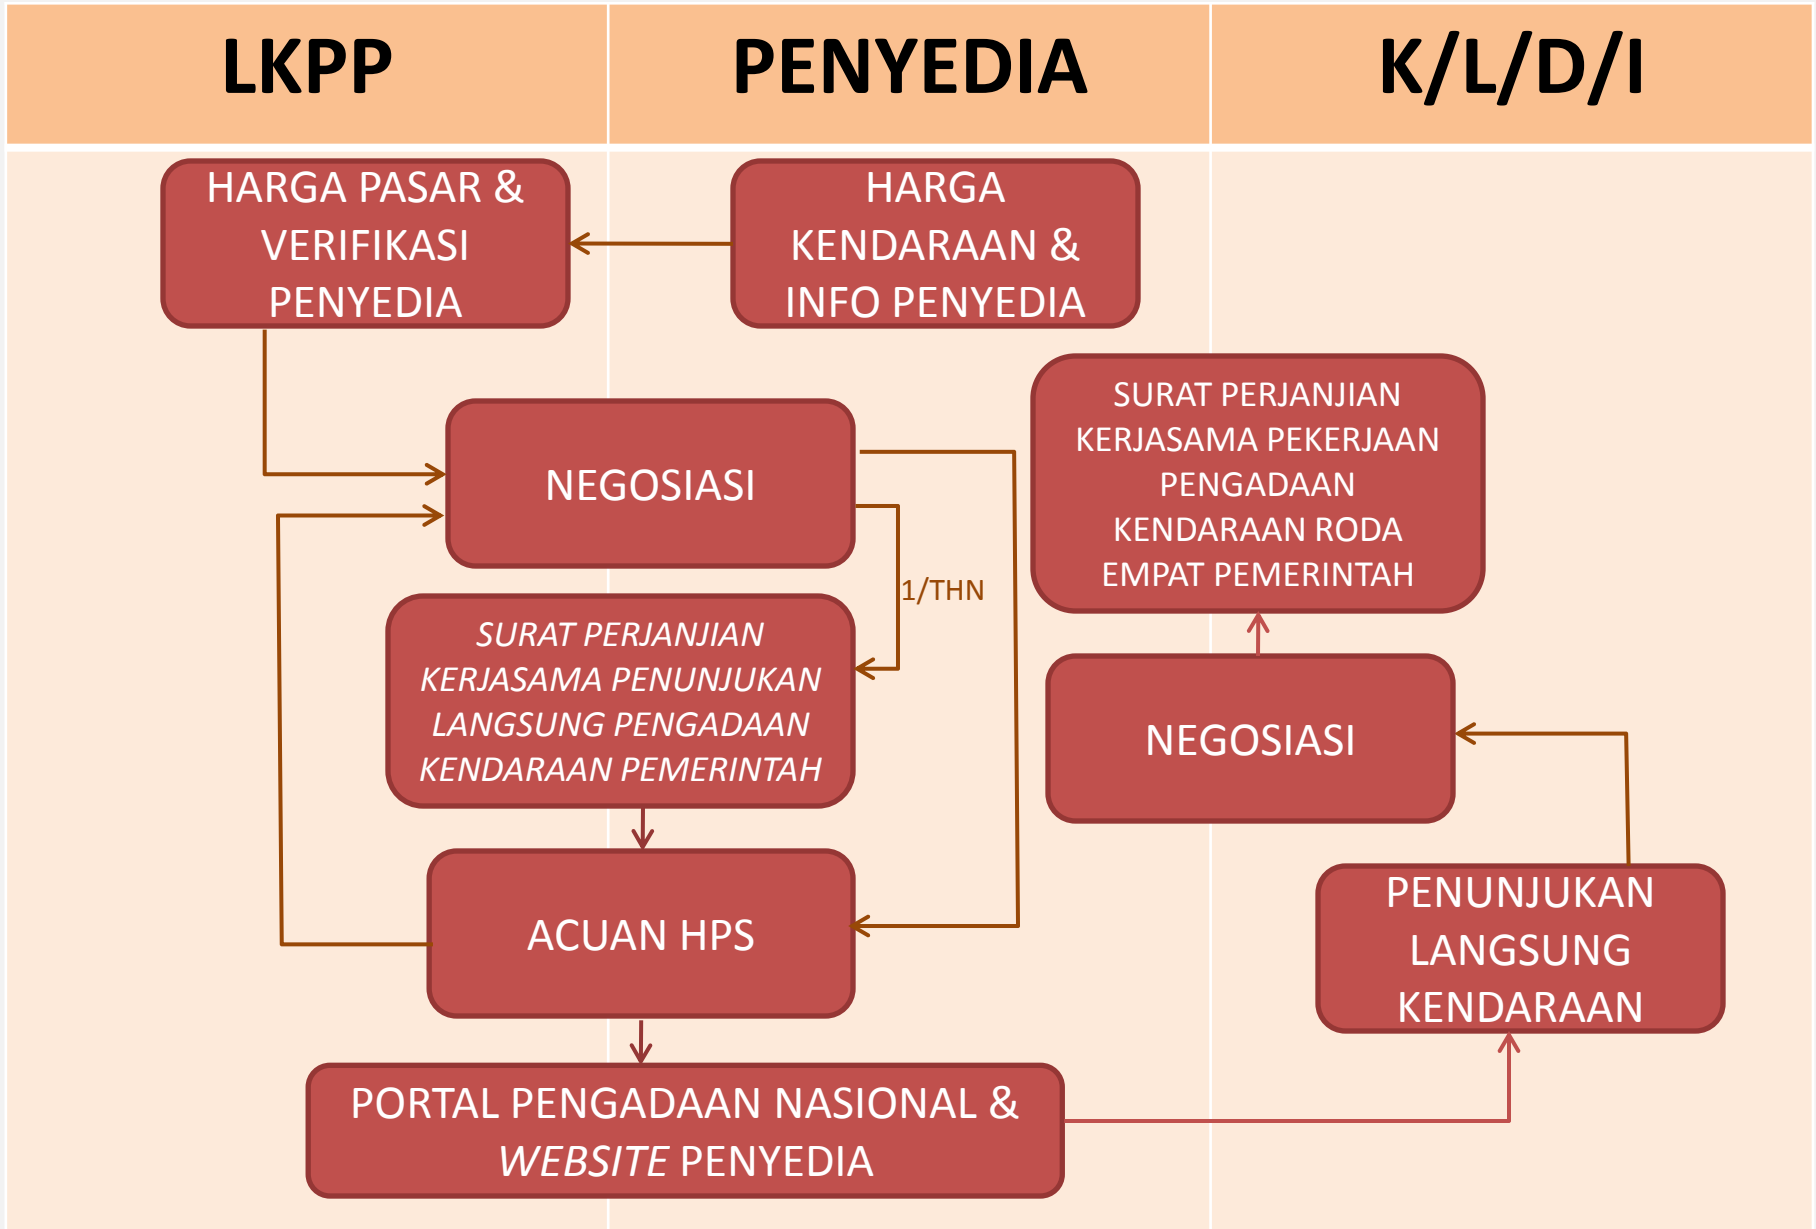 LKPP
PENYEDIA
K/L/D/I
HARGA PASAR &
VERIFIKASI
PENYEDIA
HARGA
KENDARAAN &
INFO PENYEDIA
NEGOSIASI
1/THN
SURAT PERJANJIAN
KERJASAMA PENUNJUKAN
LANGSUNG PENGADAAN
KENDARAAN PEMERINTAH
ACUAN HPS
PORTAL PENGADAAN NASIONAL &
WEBSITE PENYEDIA
SURAT PERJANJIAN
KERJASAMA PEKERJAAN
PENGADAAN
KENDARAAN RODA
EMPAT PEMERINTAH
NEGOSIASI
PENUNJUKAN
LANGSUNG
KENDARAAN